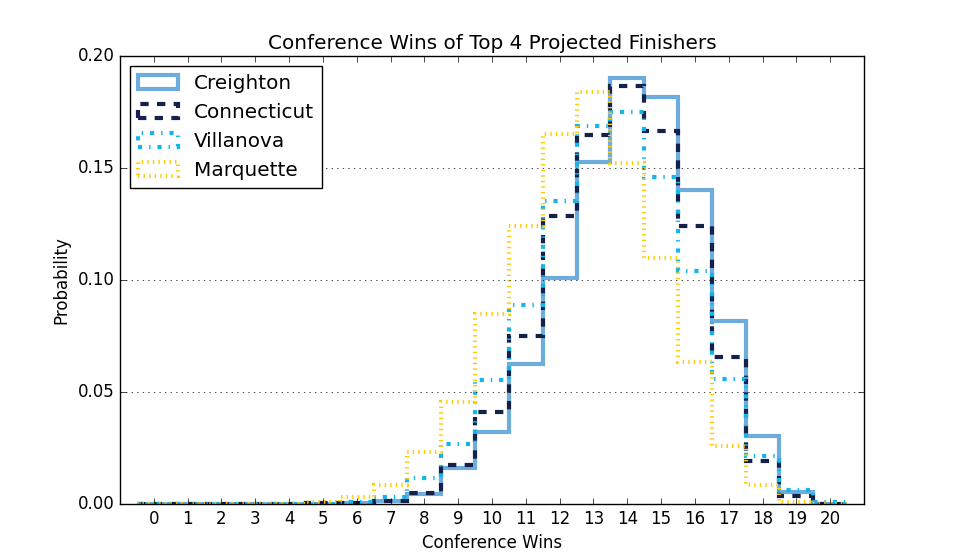 Conference Wins of Top 4 Projected Finishers
0.20
0.15
0.10
0.05
0.00
Probability
Creighton
Connecticut
Villanova
Marquette
0 1 2 3 4 5 6 7 8 9 10 11 12 13 14 15 16 17 18 19 20
Conference Wins